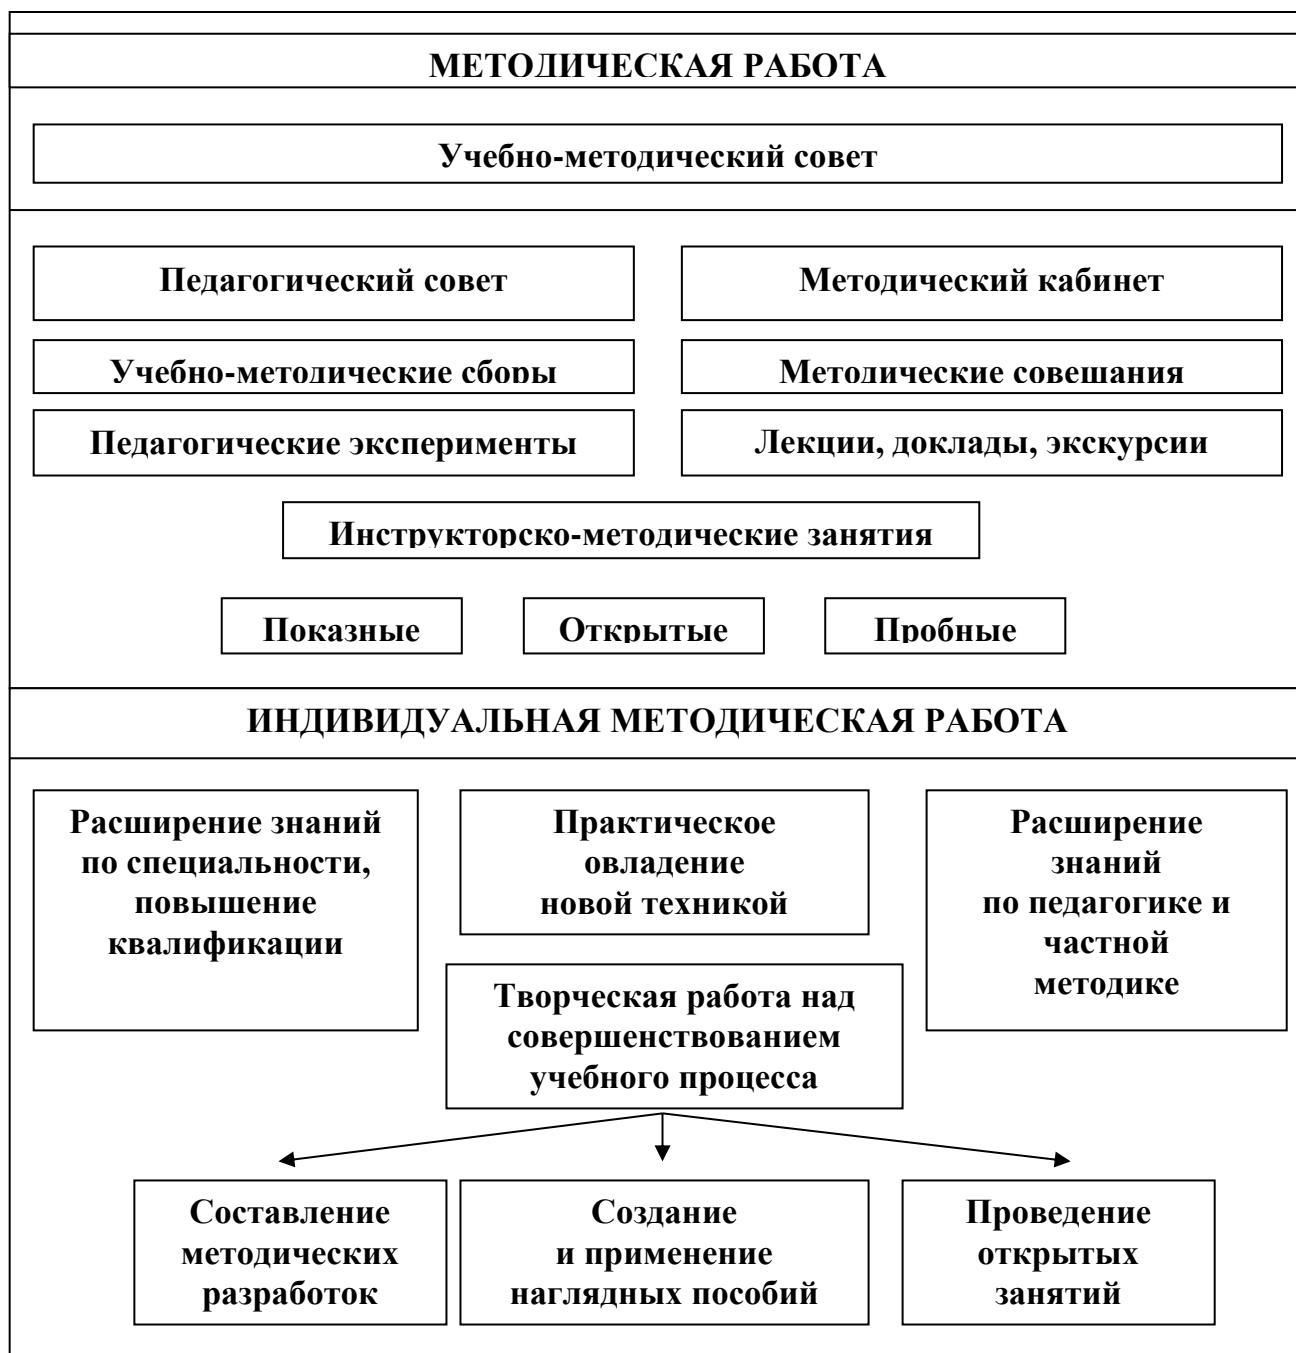 МЕТОДИЧЕСКАЯ РАБОТА
Учебно-методический совет
Педагогический совет
Методический кабинет
Учебно-методические сборы
Методические совещания
Педагогические эксперименты
Лекции, доклады, экскурсии
Инструкторско-методические занятия
Показные
Открытые
Пробные
ИНДИВИДУАЛЬНАЯ МЕТОДИЧЕСКАЯ РАБОТА
Расширение знаний
по специальности,
повышение
квалификации
Практическое
овладение
новой техникой
Расширение
знаний
по педагогике и
частной
методике
Творческая работа над
совершенствованием
учебного процесса
Составление
методических
разработок
Создание
и применение
наглядных пособий
Проведение
открытых
занятий